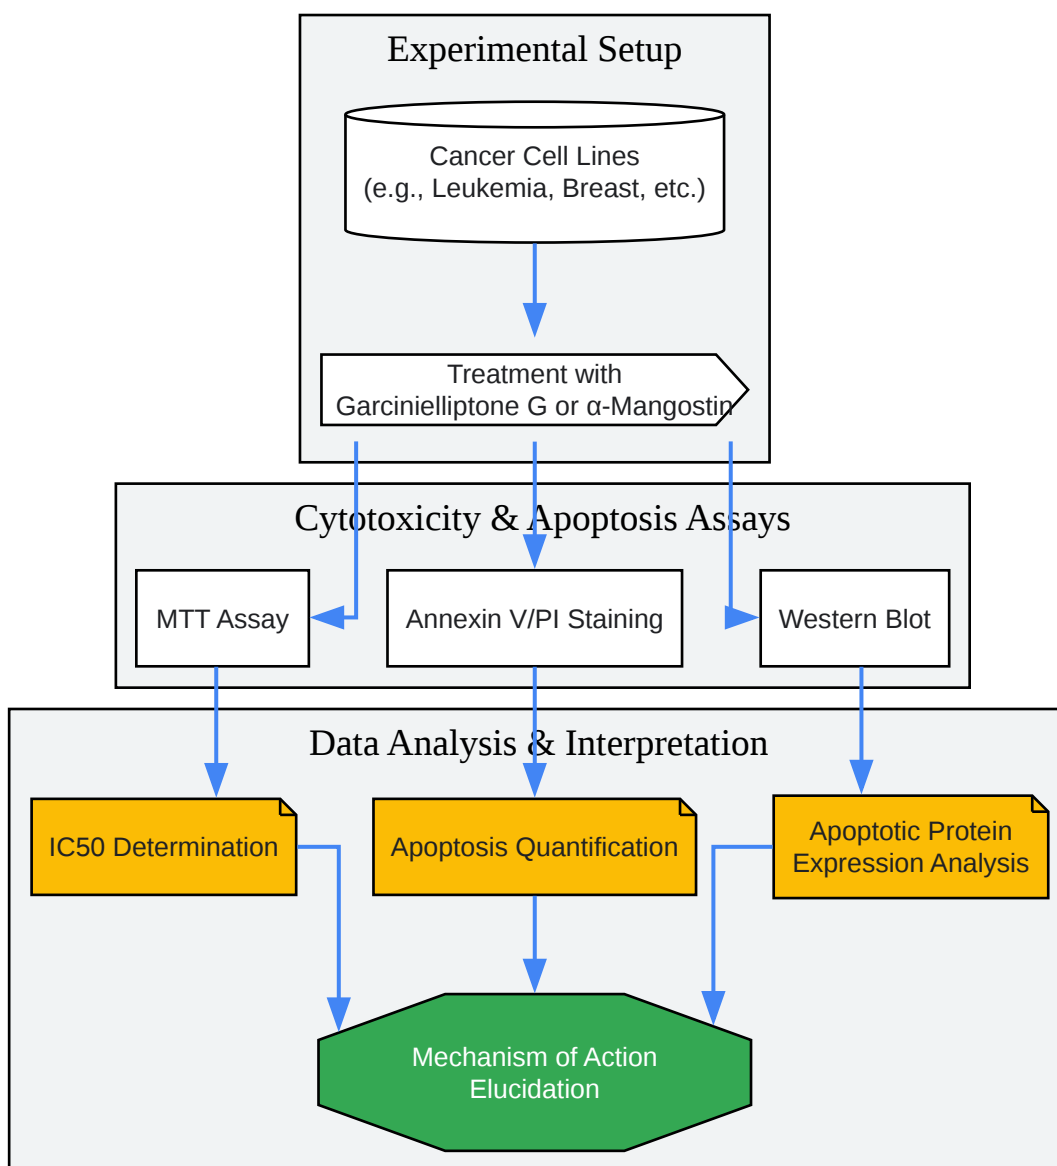 Experimental Setup
Cancer Cell Lines
(e.g., Leukemia, Breast, etc.)
Treatment with
Garcinielliptone G or α-Mangostin
Cytotoxicity & Apoptosis Assays
MTT Assay
Annexin V/PI Staining
Western Blot
Data Analysis & Interpretation
IC50 Determination
Apoptosis Quantification
Apoptotic Protein
Expression Analysis
Mechanism of Action
Elucidation